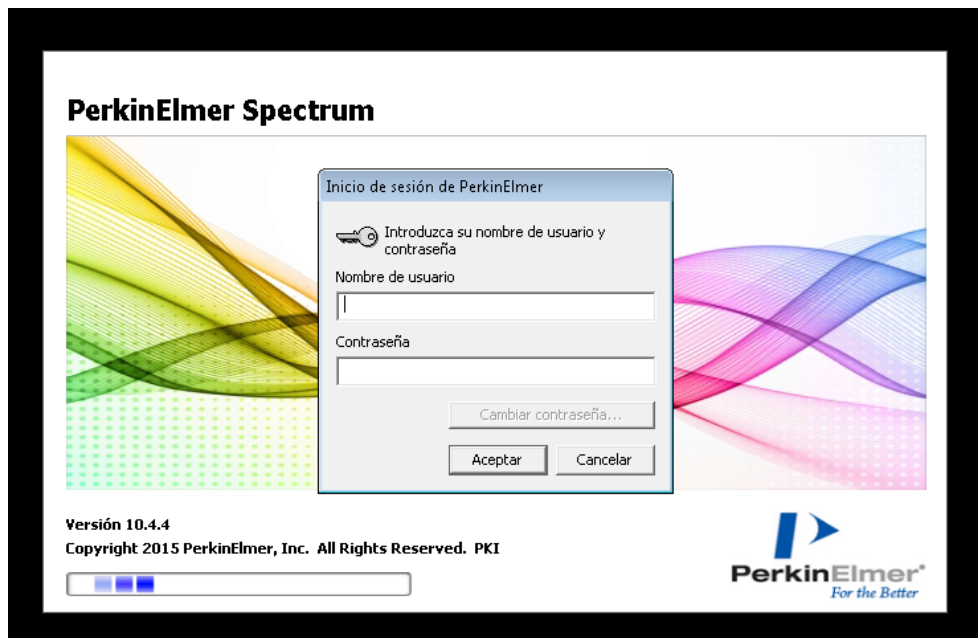 PerkinElmer Spectrum
Inicio de sesión de PerkinElmer
Introduzca su nombre de usuario y
contraseña
Nombre de usuario
Contraseña
Cambiar contraseña...
Aceptar
Cancelar
Versión 10.4.4
Copyright 2015 PerkinElmer, Inc. All Rights Reserved. PKI
PerkinElmer®
For the Better